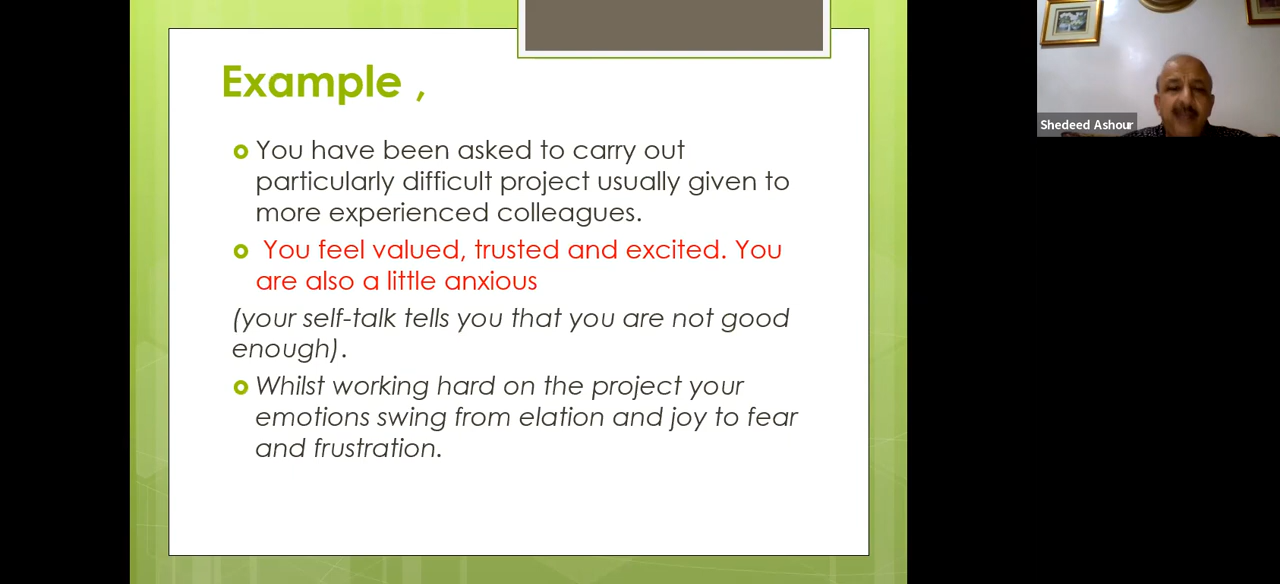 Example ,
You have been asked to carry out
particularly difficult project usually given to
more experienced colleagues.
You feel valued, trusted and excited. You
are also a little anxious
(your self-talk tells you that you are not good
enough).
Whilst working hard on the project your
emotions swing from elation and joy to fear
and frustration.
Shedeed Ashour